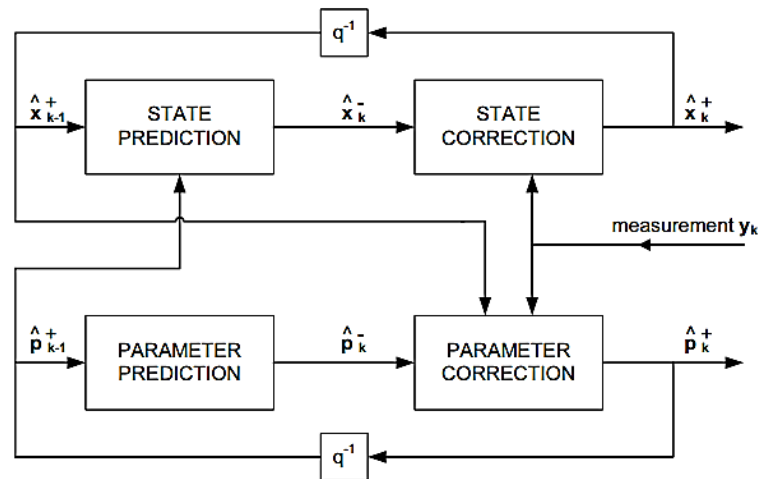 q⁻¹
x̂⁺ₖ₋₁
STATE
PREDICTION
x̂⁻ₖ
STATE
CORRECTION
x̂⁺ₖ
measurement yₖ
p̂⁺ₖ₋₁
PARAMETER
PREDICTION
p̂⁻ₖ
PARAMETER
CORRECTION
p̂⁺ₖ
q⁻¹